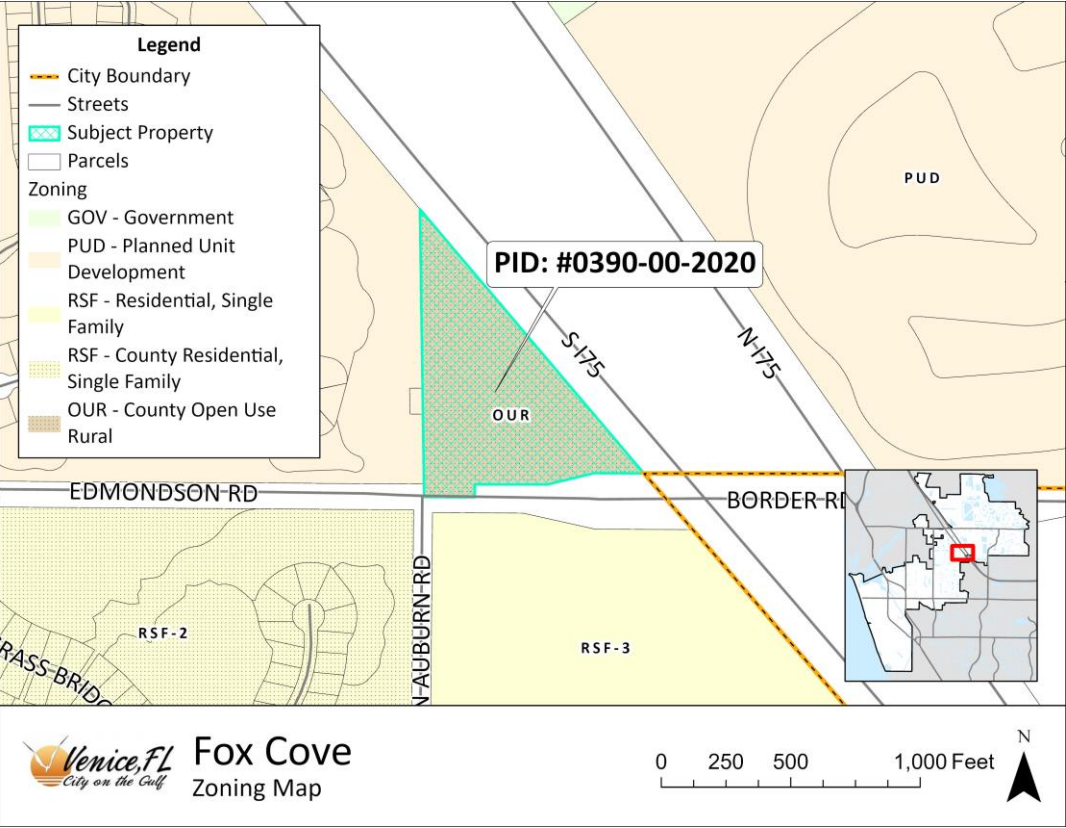 Legend
City Boundary
Streets
Subject Property
Parcels
Zoning
GOV - Government
PUD - Planned Unit
Development
RSF - Residential, Single
Family
RSF - County Residential,
Single Family
OUR - County Open Use
Rural
PUD
PID: #0390-00-2020
S I75
N I75
OUR
EDMONDSON RD
BORDER RD
N AUBURN RD
RSF-2
RSF-3
RASS BRIDG
Venice, FL
City on the Gulf
Fox Cove
Zoning Map
0 250 500 1,000 Feet
N